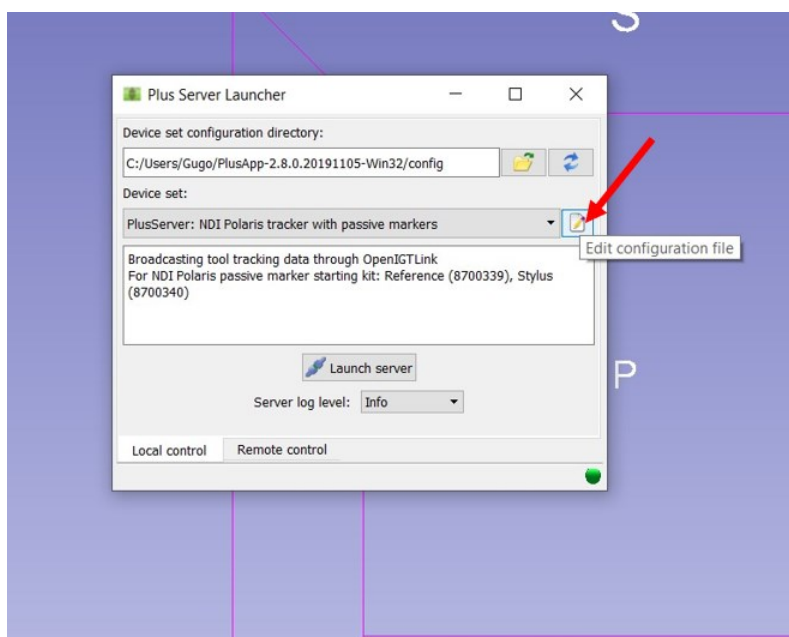 S
Plus Server Launcher
Device set configuration directory:
C:/Users/Gugo/PlusApp-2.8.0.20191105-Win32/config
Device set:
PlusServer: NDI Polaris tracker with passive markers
Edit configuration file
Broadcasting tool tracking data through OpenIGTLink
For NDI Polaris passive marker starting kit: Reference (8700339), Stylus
(8700340)
Launch server
P
Server log level: Info
Local control Remote control